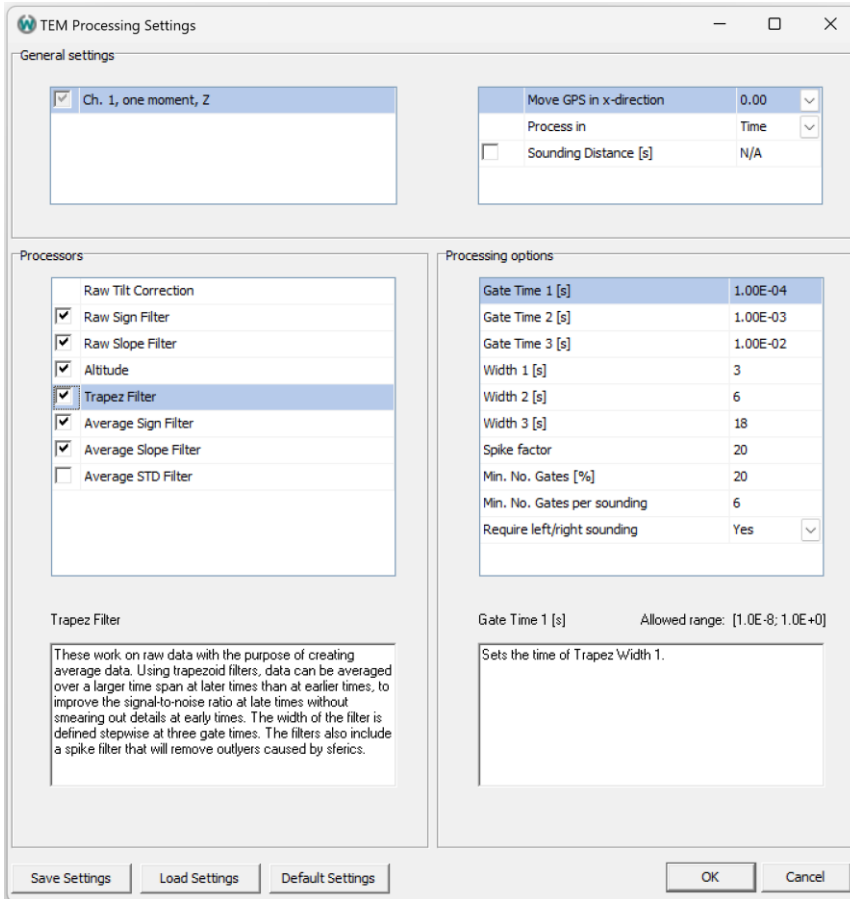 TEM Processing Settings
General settings
Ch. 1, one moment, Z
Move GPS in x-direction 0.00
Process in Time
Sounding Distance [s] N/A
Processors
Raw Tilt Correction
Raw Sign Filter
Raw Slope Filter
Altitude
Trapez Filter
Average Sign Filter
Average Slope Filter
Average STD Filter
Processing options
Gate Time 1 [s] 1.00E-04
Gate Time 2 [s] 1.00E-03
Gate Time 3 [s] 1.00E-02
Width 1 [s] 3
Width 2 [s] 6
Width 3 [s] 18
Spike factor 20
Min. No. Gates [%] 20
Min. No. Gates per sounding 6
Require left/right sounding Yes
Trapez Filter
These work on raw data with the purpose of creating
average data. Using trapezoid filters, data can be averaged
over a larger time span at later times than at earlier times, to
improve the signal-to-noise ratio at late times without
smearing out details at early times. The width of the filter is
defined stepwise at three gate times. The filters also include
a spike filter that will remove outlyers caused by sferics.
Gate Time 1 [s] Allowed range: [1.0E-8; 1.0E+0]
Sets the time of Trapez Width 1.
Save Settings Load Settings Default Settings OK Cancel